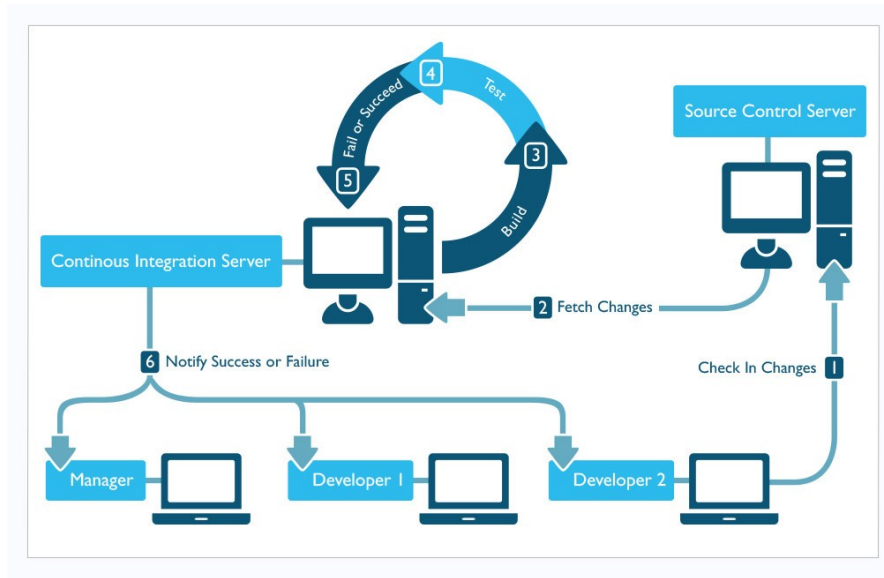 4
Test
Fail or Succeed
5
3
Build
Source Control Server
Continous Integration Server
2 Fetch Changes
6 Notify Success or Failure
Check In Changes 1
Manager
Developer 1
Developer 2